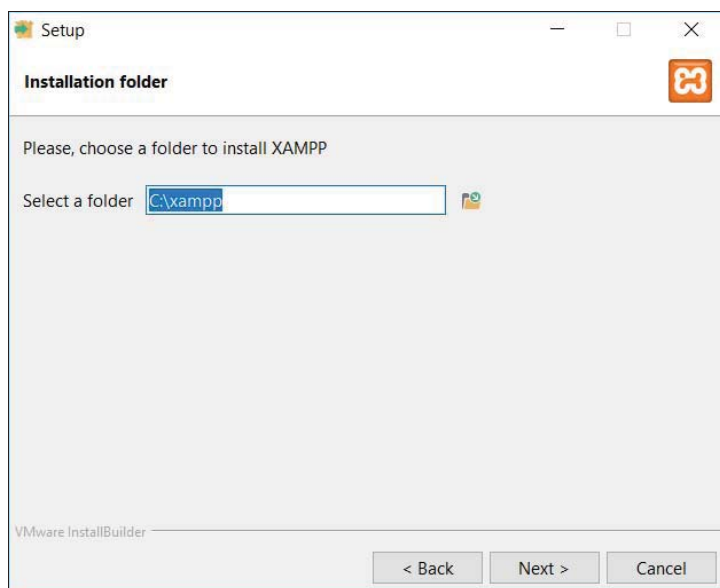 Setup
Installation folder
Please, choose a folder to install XAMPP
Select a folder C:\xampp
VMware InstallBuilder
< Back Next > Cancel